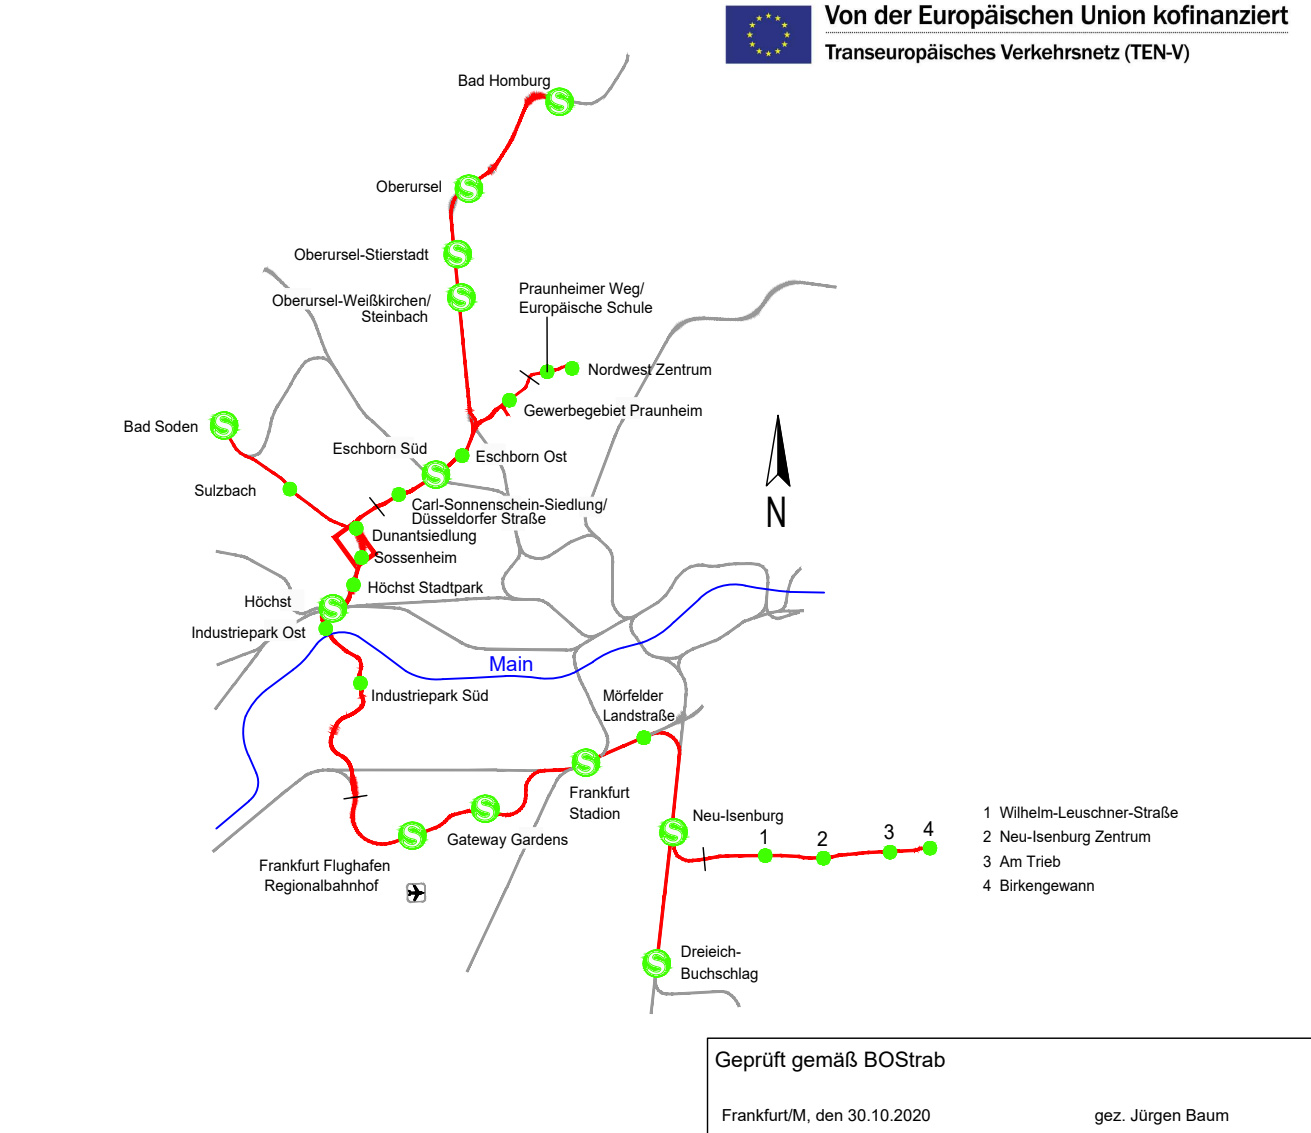 Von der Europäischen Union kofinanziert
Transeuropäisches Verkehrsnetz (TEN-V)
Bad Homburg
Oberursel
Oberursel-Stierstadt
Oberursel-Weißkirchen/
Steinbach
Praunheimer Weg/
Europäische Schule
Nordwest Zentrum
Gewerbegebiet Praunheim
Bad Soden
Eschborn Süd
Eschborn Ost
Sulzbach
Carl-Sonnenschein-Siedlung/
Düsseldorfer Straße
N
Dunantsiedlung
Sossenheim
Höchst Stadtpark
Höchst
Industriepark Ost
Main
Industriepark Süd
Mörfelder
Landstraße
Frankfurt
Stadion
Neu-Isenburg
Gateway Gardens
Frankfurt Flughafen
Regionalbahnhof
1 2 3 4
1 Wilhelm-Leuschner-Straße
2 Neu-Isenburg Zentrum
3 Am Trieb
4 Birkengewann
Dreieich-
Buchschlag
S
S
S
S
S
S
S
S
S
S
S
S
Geprüft gemäß BOStrab
Frankfurt/M, den 30.10.2020 gez. Jürgen Baum